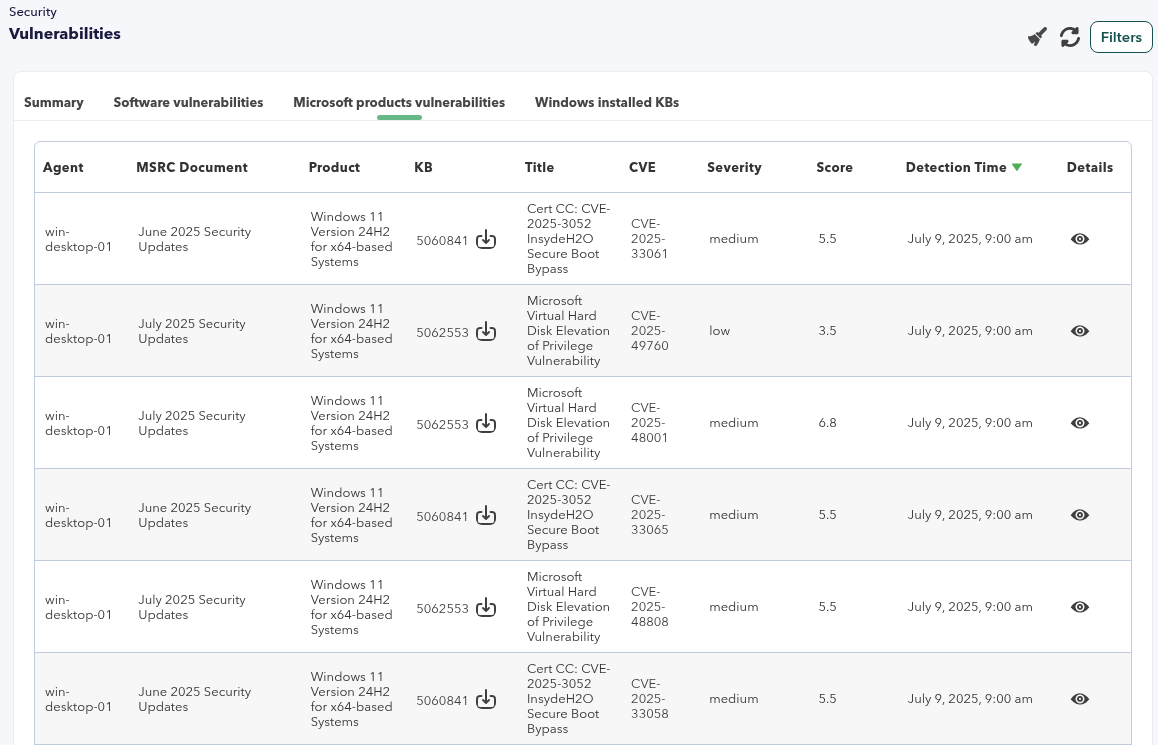 Security
Vulnerabilities
Filters
Summary Software vulnerabilities Microsoft products vulnerabilities Windows installed KBs
Agent MSRC Document Product KB Title CVE Severity Score Detection Time Details
win-desktop-01 June 2025 Security Updates Windows 11 Version 24H2 for x64-based Systems 5060841 Cert CC: CVE-2025-3052 InsydeH2O Secure Boot Bypass CVE-2025-33061 medium 5.5 July 9, 2025, 9:00 am
win-desktop-01 July 2025 Security Updates Windows 11 Version 24H2 for x64-based Systems 5062553 Microsoft Virtual Hard Disk Elevation of Privilege Vulnerability CVE-2025-49760 low 3.5 July 9, 2025, 9:00 am
win-desktop-01 July 2025 Security Updates Windows 11 Version 24H2 for x64-based Systems 5062553 Microsoft Virtual Hard Disk Elevation of Privilege Vulnerability CVE-2025-48001 medium 6.8 July 9, 2025, 9:00 am
win-desktop-01 June 2025 Security Updates Windows 11 Version 24H2 for x64-based Systems 5060841 Cert CC: CVE-2025-3052 InsydeH2O Secure Boot Bypass CVE-2025-33065 medium 5.5 July 9, 2025, 9:00 am
win-desktop-01 July 2025 Security Updates Windows 11 Version 24H2 for x64-based Systems 5062553 Microsoft Virtual Hard Disk Elevation of Privilege Vulnerability CVE-2025-48808 medium 5.5 July 9, 2025, 9:00 am
win-desktop-01 June 2025 Security Updates Windows 11 Version 24H2 for x64-based Systems 5060841 Cert CC: CVE-2025-3052 InsydeH2O Secure Boot Bypass CVE-2025-33058 medium 5.5 July 9, 2025, 9:00 am